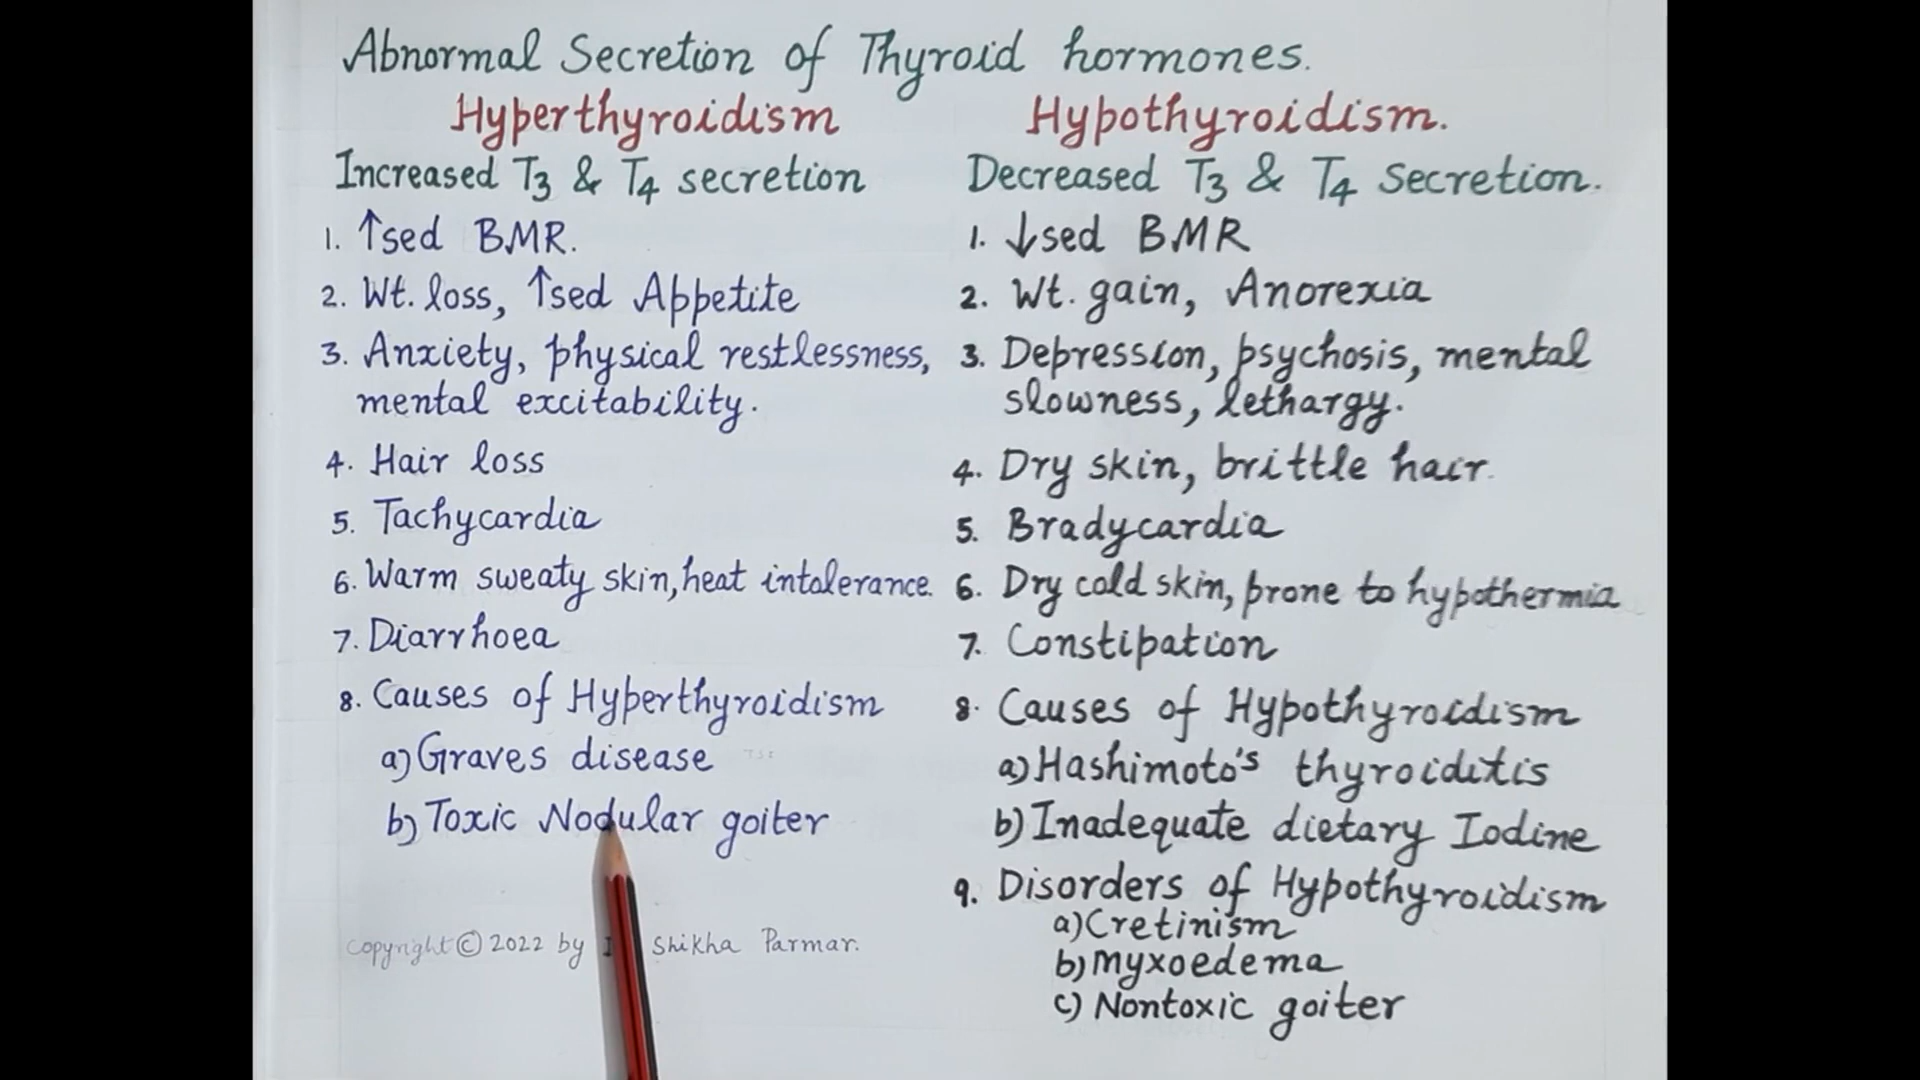 Abnormal Secretion of Thyroid hormones.
Hyperthyroidism
Increased T3 & T4 secretion
1. ↑sed BMR.
2. Wt. loss, ↑sed Appetite
3. Anxiety, physical restlessness,
mental excitability.
4. Hair loss
5. Tachycardia
6. Warm sweaty skin, heat intolerance.
7. Diarrhoea
8. Causes of Hyperthyroidism
a) Graves disease
b) Toxic Nodular goiter
Copyright © 2022 by Shikha Parmar.
Hypothyroidism.
Decreased T3 & T4 Secretion.
1. ↓sed BMR
2. Wt. gain, Anorexia
3. Depression, psychosis, mental
slowness, lethargy.
4. Dry skin, brittle hair.
5. Bradycardia
6. Dry cold skin, prone to hypothermia
7. Constipation
8. Causes of Hypothyroidism
a) Hashimoto's thyroiditis
b) Inadequate dietary Iodine
9. Disorders of Hypothyroidism
a) Cretinism
b) Myxoedema
c) Nontoxic goiter